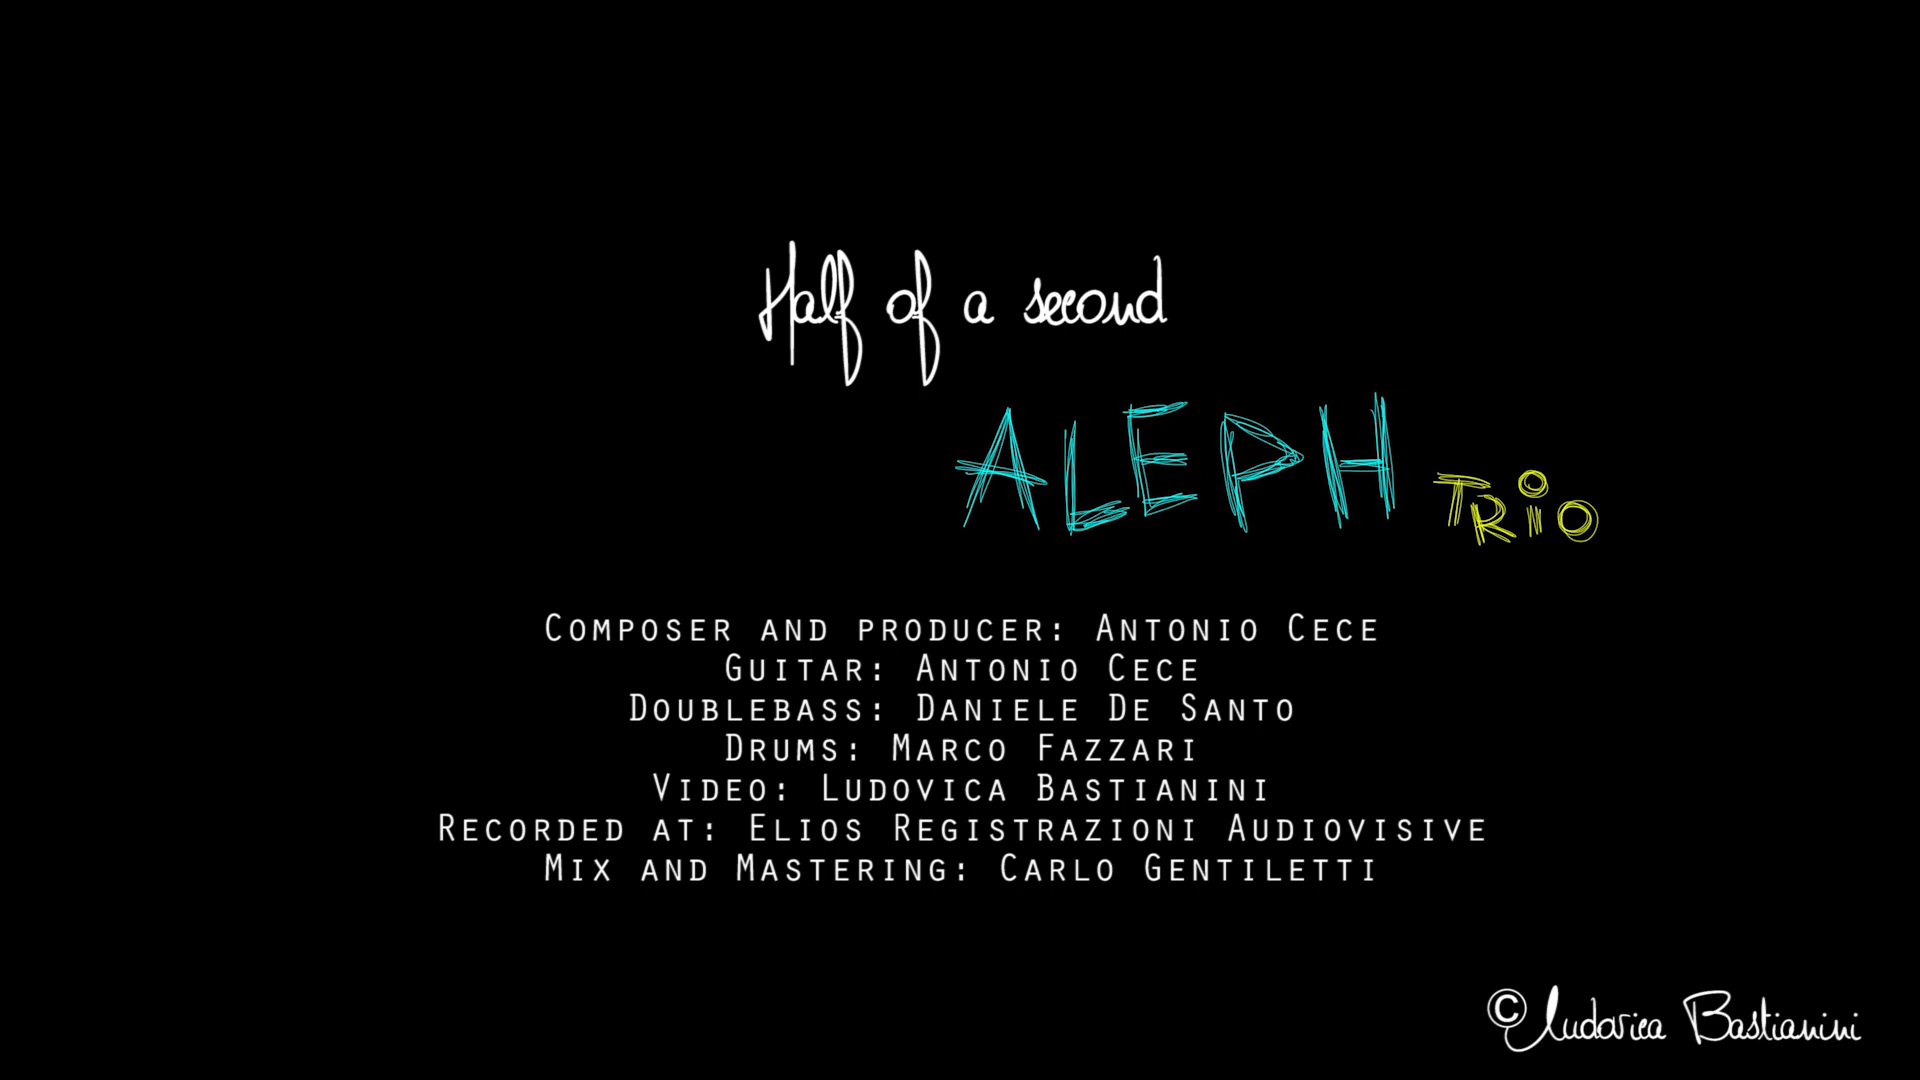 Half of a second
ALEPH TRiO
Composer and producer: Antonio Cece
Guitar: Antonio Cece
Doublebass: Daniele De Santo
Drums: Marco Fazzari
Video: Ludovica Bastianini
Recorded at: Elios Registrazioni Audiovisive
Mix and Mastering: Carlo Gentiletti
© Ludovica Bastianini